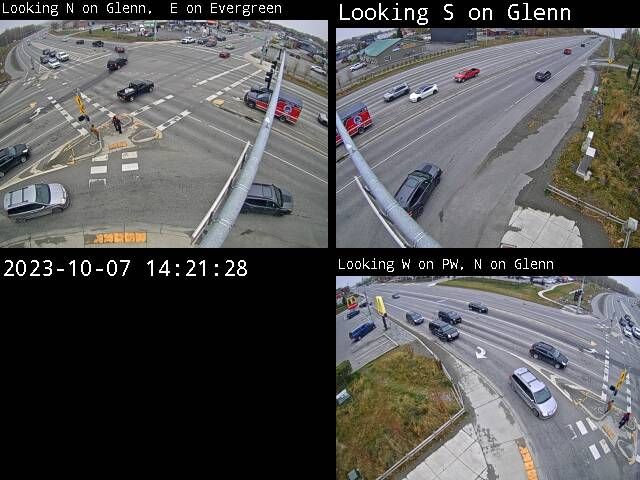 Looking N on Glenn, E on Evergreen
Looking S on Glenn
2023-10-07 14:21:28
Looking W on PW, N on Glenn